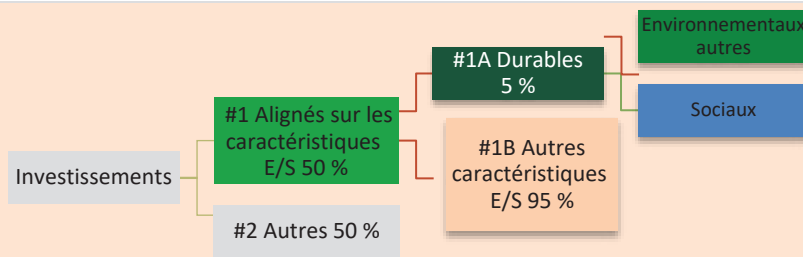 Investissements
#1 Alignés sur les
caractéristiques
E/S 50 %
#2 Autres 50 %
#1A Durables
5 %
#1B Autres
caractéristiques
E/S 95 %
Environnementaux
autres
Sociaux